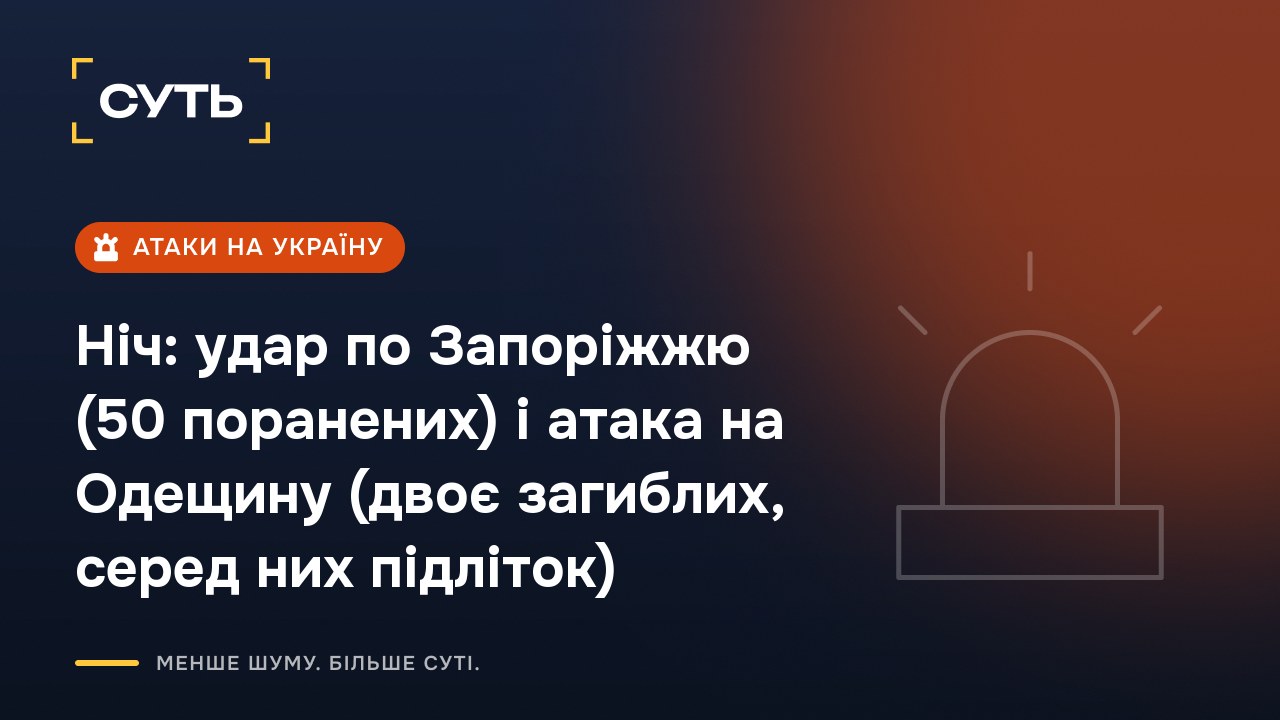 СУТЬ
АТАКИ НА УКРАЇНУ
Ніч: удар по Запоріжжю
(50 поранених) і атака на
Одещину (двоє загиблих,
серед них підліток)
МЕНШЕ ШУМУ. БІЛЬШЕ СУТІ.